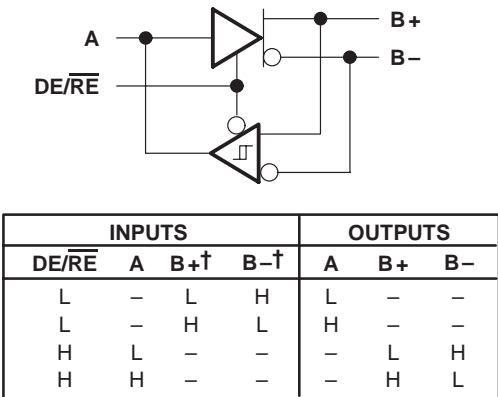 A
B+
B–
DE/RE
INPUTS OUTPUTS
DE/RE A B+† B–† A B+ B–
L – L H L – –
L – H L H – –
H L – – – L H
H H – – – H L